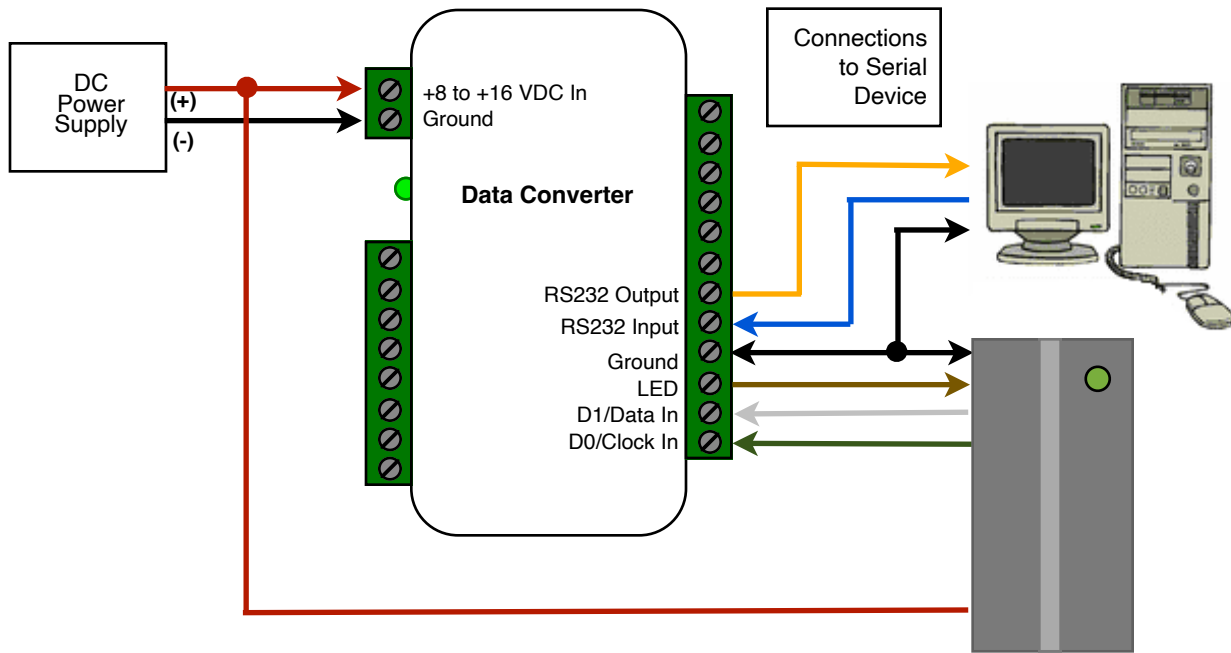 DC
Power
Supply
(+)
(-)
+8 to +16 VDC In
Ground
Data Converter
Connections
to Serial
Device
RS232 Output
RS232 Input
Ground
LED
D1/Data In
D0/Clock In